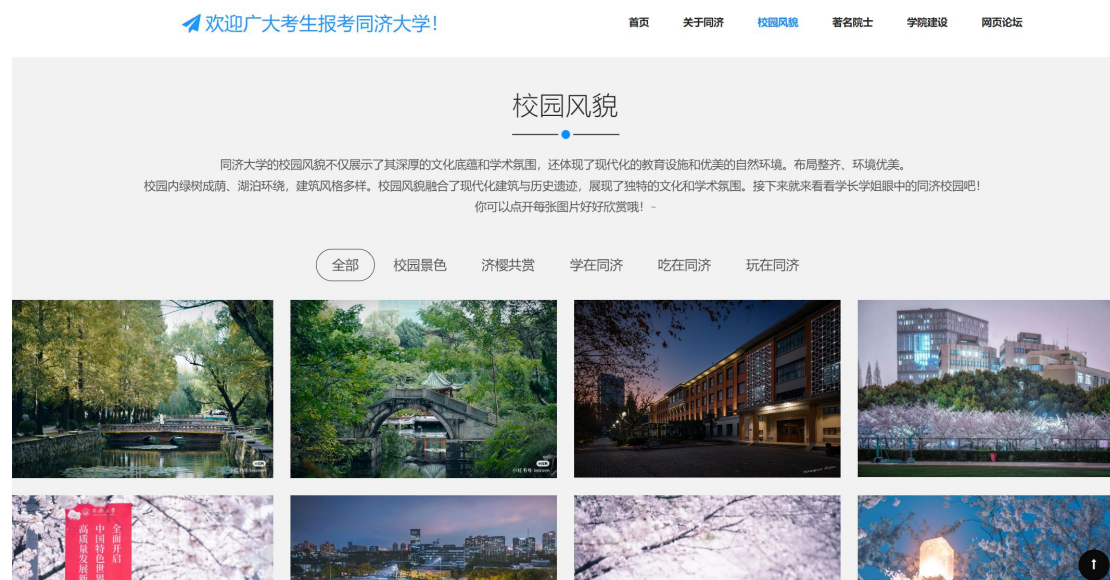 欢迎广大考生报考同济大学!
首页 关于同济 校园风貌 著名院士 学院建设 网页论坛
校园风貌
同济大学的校园风貌不仅展示了其深厚的文化底蕴和学术氛围，还体现了现代化的教育设施和优美的自然环境。布局整齐、环境优美。
校园内绿树成荫、湖泊环绕，建筑风格多样。校园风貌融合了现代化建筑与历史遗迹，展现了独特的文化和学术氛围。接下来就来看看学长学姐眼中的同济校园吧!
你可以点开每张图片好好欣赏哦! ~
全部 校园景色 济樱共赏 学在同济 吃在同济 玩在同济
小红书
小红书
全面开启
中国特色世界
高质量发展新